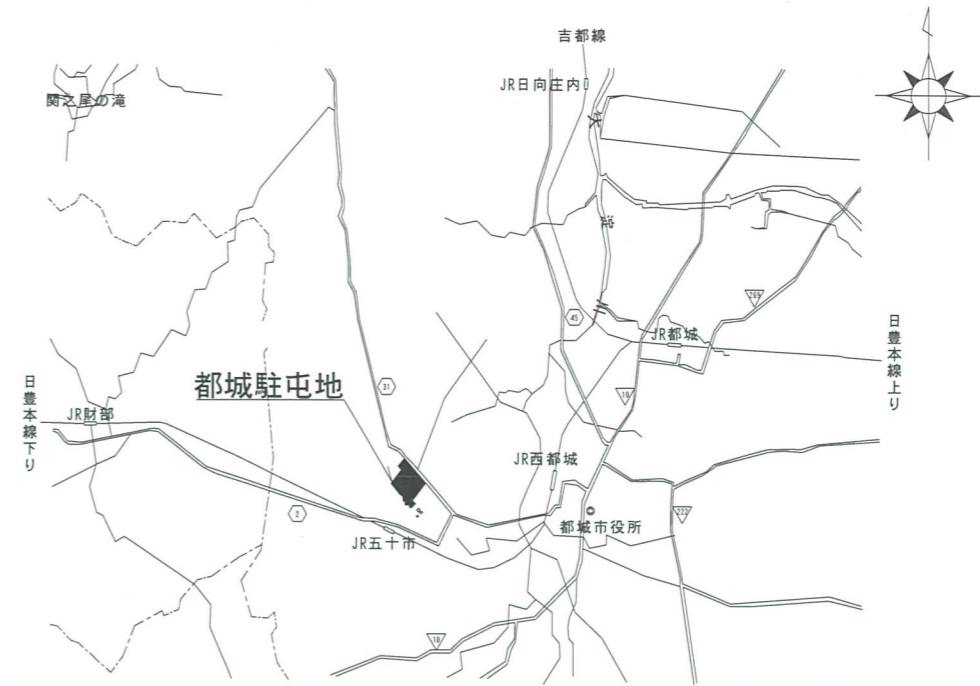 吉都線
JR日向庄内
関之尾の滝
大
淀
川
269
45
JR都城
日豊本線上り
31
都城駐屯地
10
日豊本線下り
JR財部
JR西都城
2
222
都城市役所
JR五十市
10